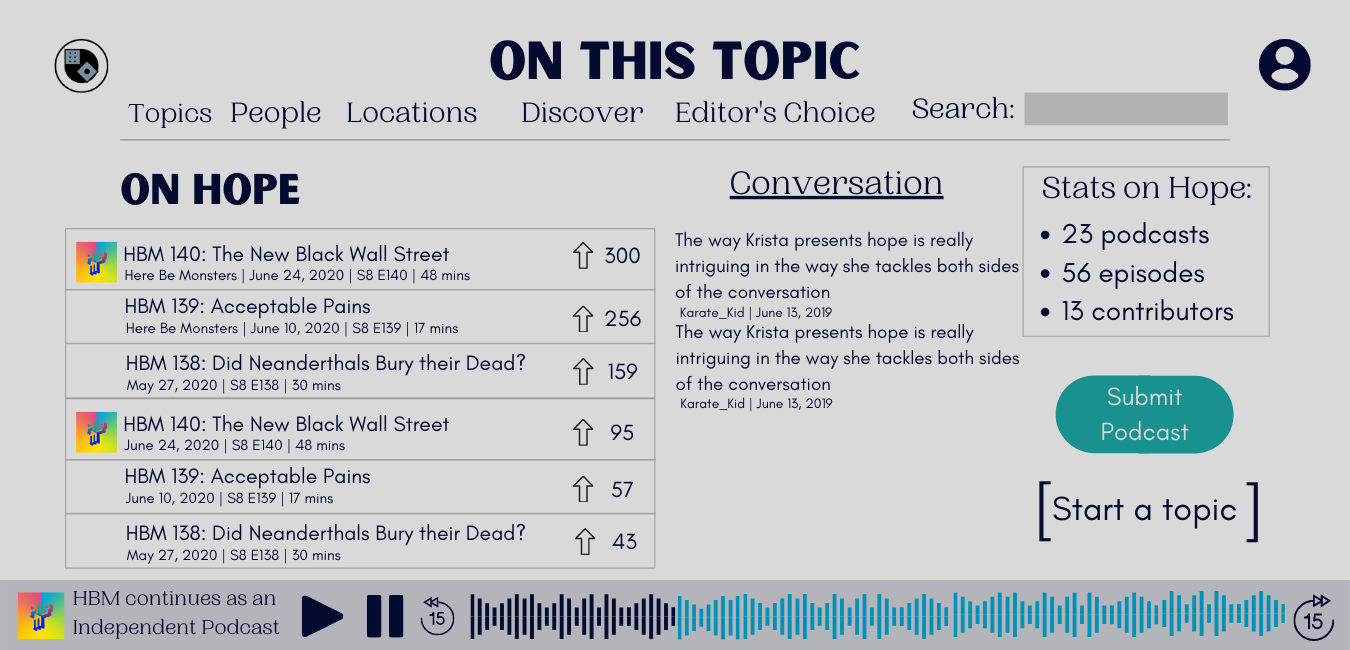 ON THIS TOPIC
Topics People Locations Discover Editor's Choice Search:
ON HOPE
HBM 140: The New Black Wall Street
Here Be Monsters | June 24, 2020 | S8 E140 | 48 mins
300
HBM 139: Acceptable Pains
Here Be Monsters | June 10, 2020 | S8 E139 | 17 mins
256
HBM 138: Did Neanderthals Bury their Dead?
May 27, 2020 | S8 E138 | 30 mins
159
HBM 140: The New Black Wall Street
June 24, 2020 | S8 E140 | 48 mins
95
HBM 139: Acceptable Pains
June 10, 2020 | S8 E139 | 17 mins
57
HBM 138: Did Neanderthals Bury their Dead?
May 27, 2020 | S8 E138 | 30 mins
43
Conversation
The way Krista presents hope is really
intriguing in the way she tackles both sides
of the conversation
Karate_Kid | June 13, 2019
The way Krista presents hope is really
intriguing in the way she tackles both sides
of the conversation
Karate_Kid | June 13, 2019
Stats on Hope:
• 23 podcasts
• 56 episodes
• 13 contributors
Submit
Podcast
[Start a topic]
HBM continues as an
Independent Podcast
15
15